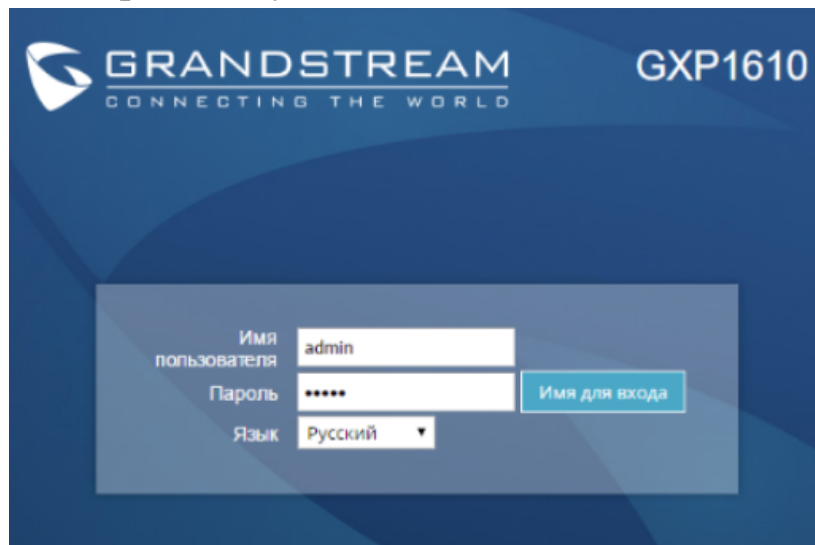 GRANDSTREAM GXP1610
CONNECTING THE WORLD
Имя
пользователя admin
Пароль ••••• Имя для входа
Язык Русский